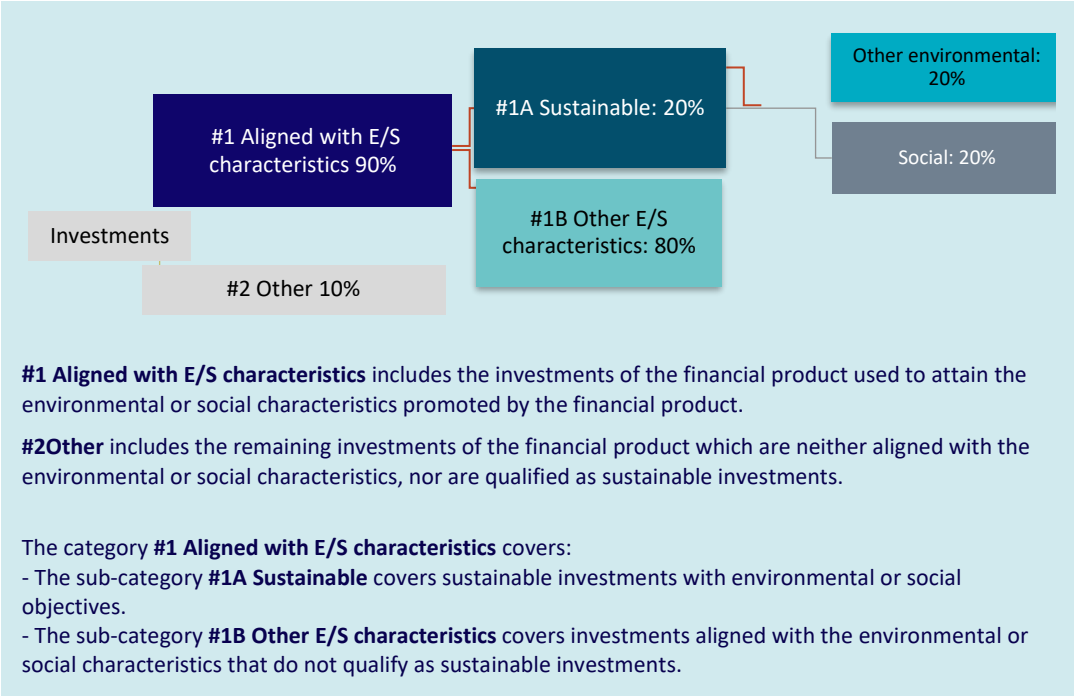 Other environmental:
20%
#1A Sustainable: 20%
#1 Aligned with E/S
characteristics 90%
Social: 20%
#1B Other E/S
characteristics: 80%
Investments
#2 Other 10%
#1 Aligned with E/S characteristics includes the investments of the financial product used to attain the
environmental or social characteristics promoted by the financial product.
#2Other includes the remaining investments of the financial product which are neither aligned with the
environmental or social characteristics, nor are qualified as sustainable investments.
The category #1 Aligned with E/S characteristics covers:
- The sub-category #1A Sustainable covers sustainable investments with environmental or social
objectives.
- The sub-category #1B Other E/S characteristics covers investments aligned with the environmental or
social characteristics that do not qualify as sustainable investments.